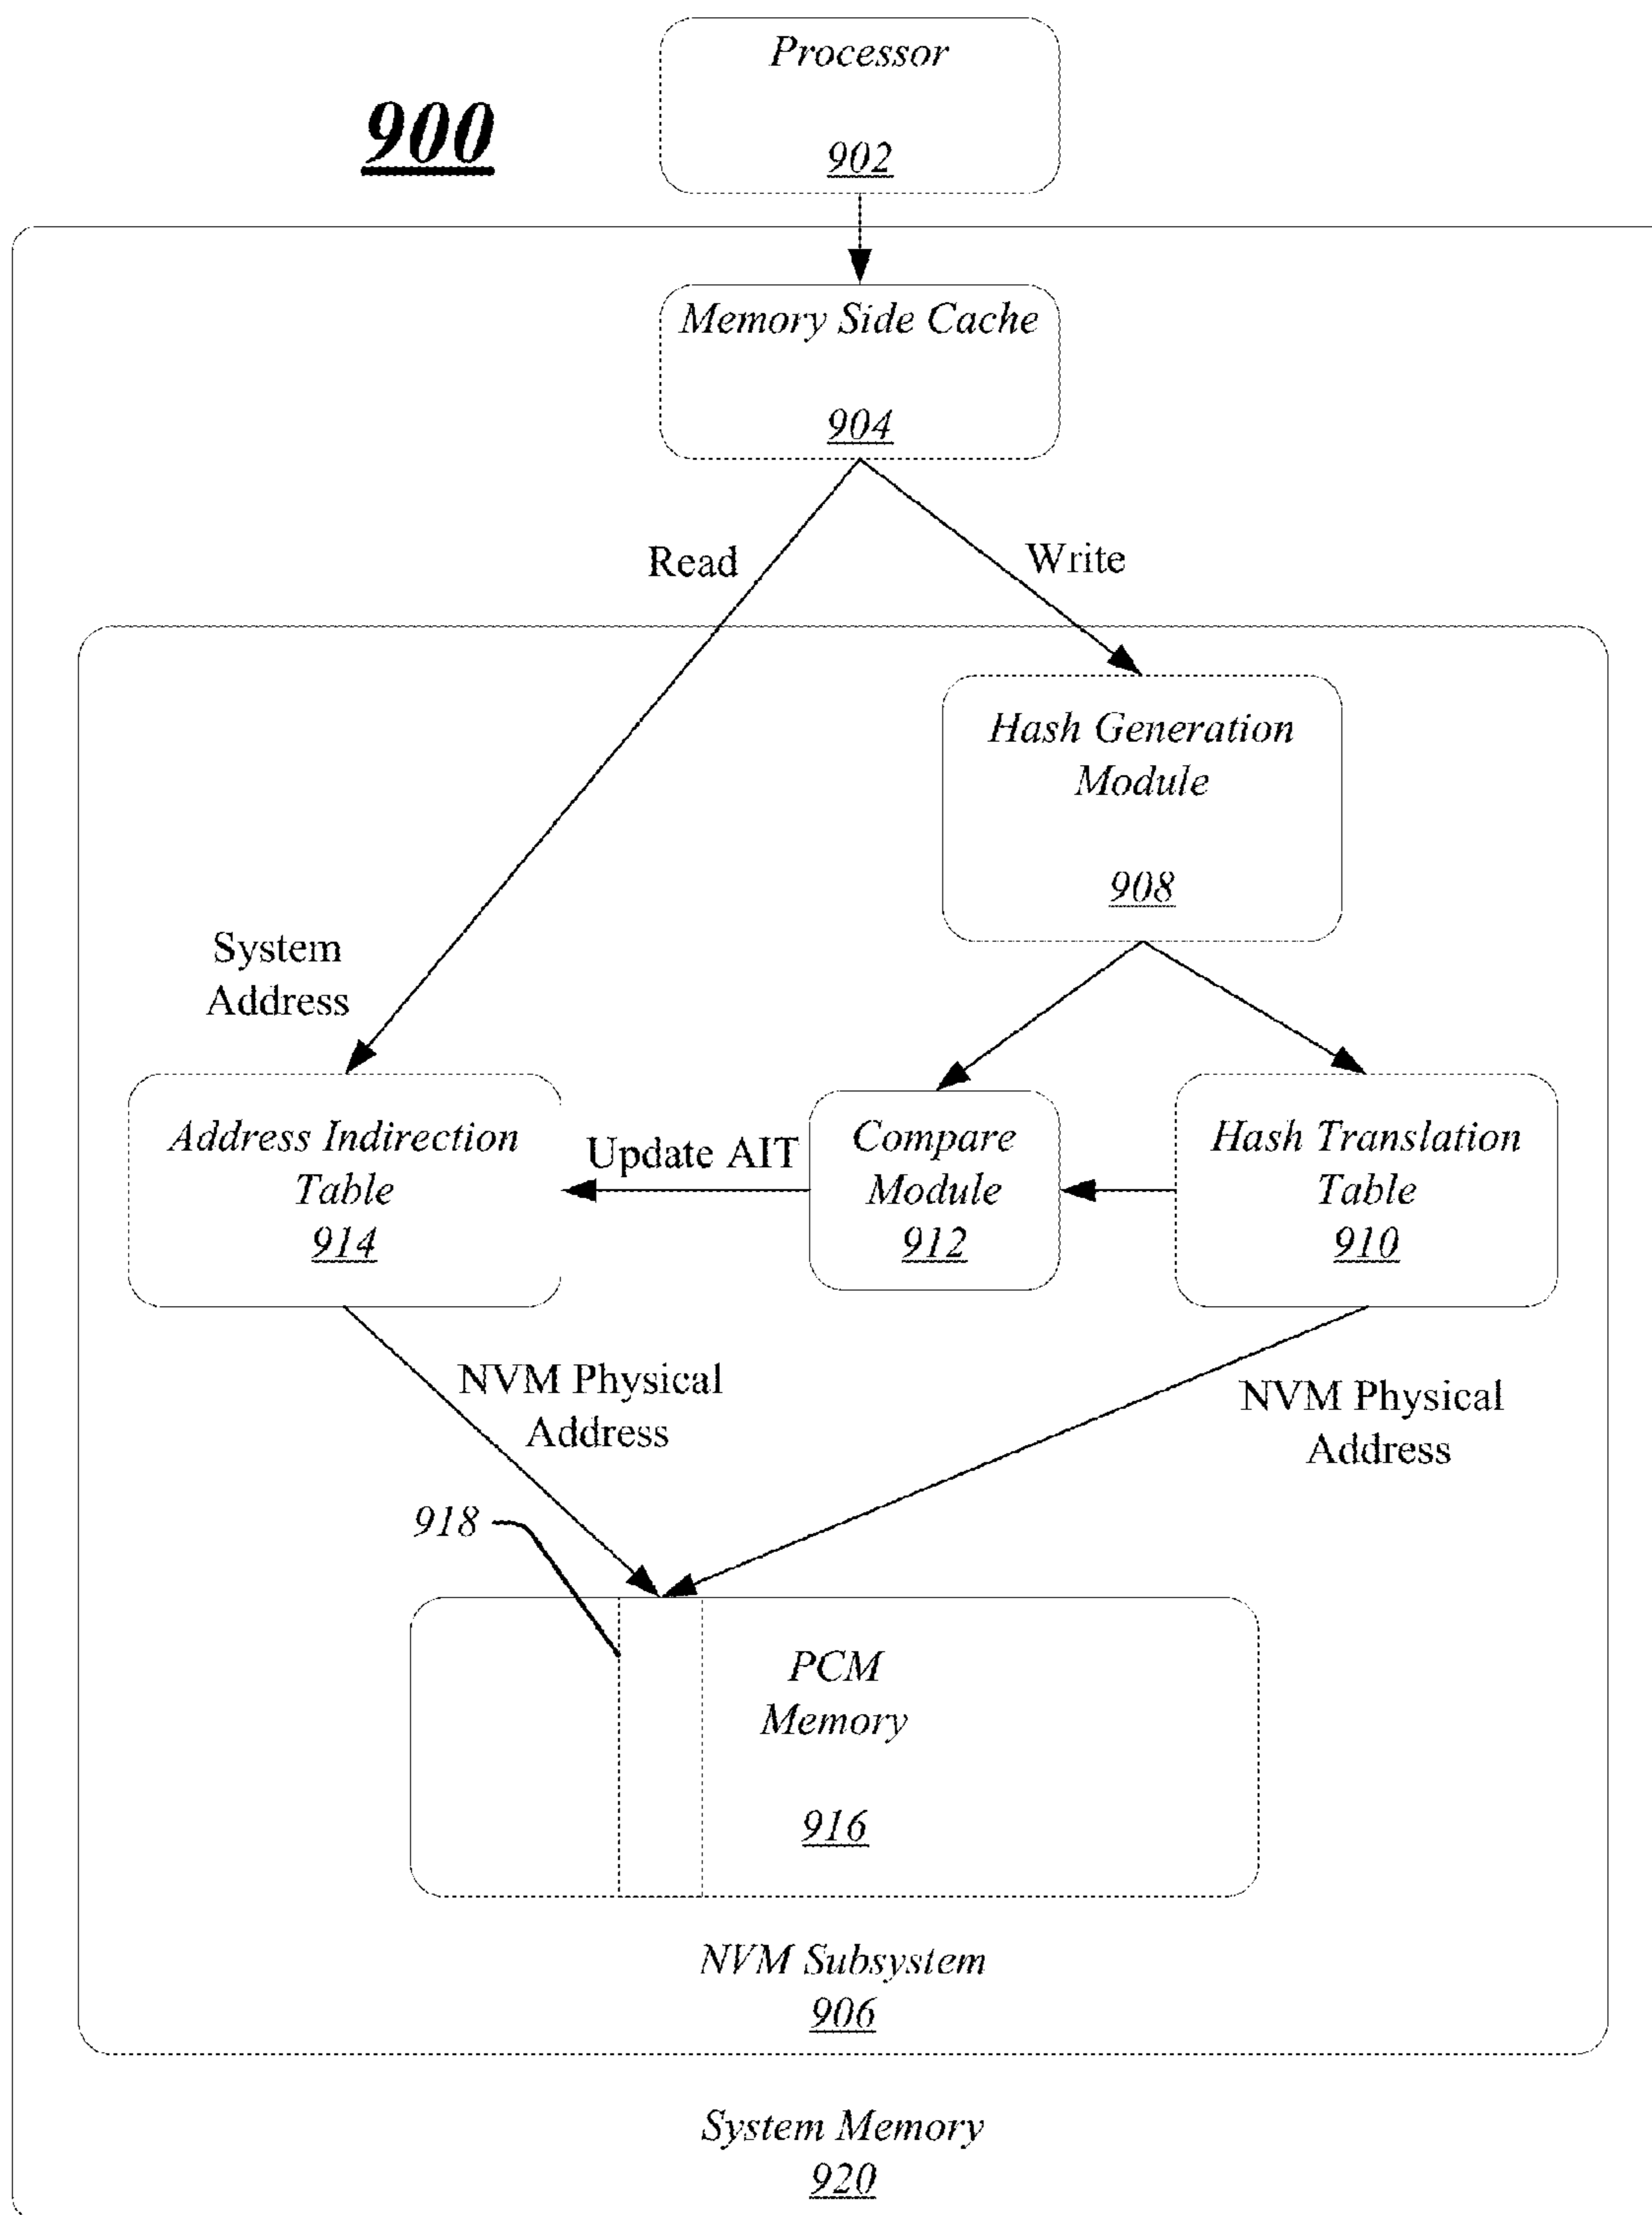 Processor
900
902
Memory Side Cache
904
Read
Write
Hash Generation
Module
908
System
Address
Address Indirection
Table
914
Update AIT
Compare
Module
912
Hash Translation
Table
910
NVM Physical
Address
NVM Physical
Address
918
PCM
Memory
916
NVM Subsystem
906
System Memory
920